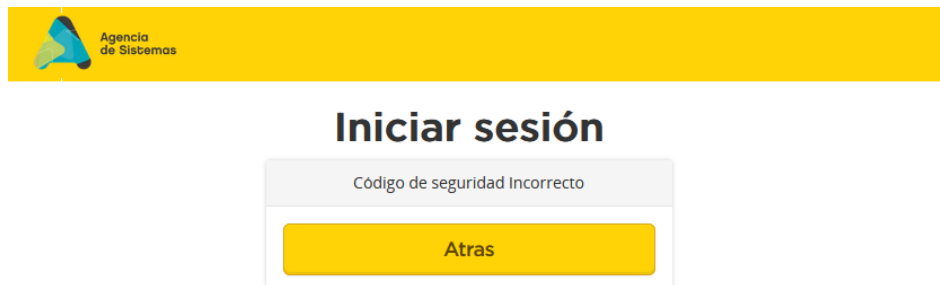 Agencia
de Sistemas
Iniciar sesión
Código de seguridad Incorrecto
Atras